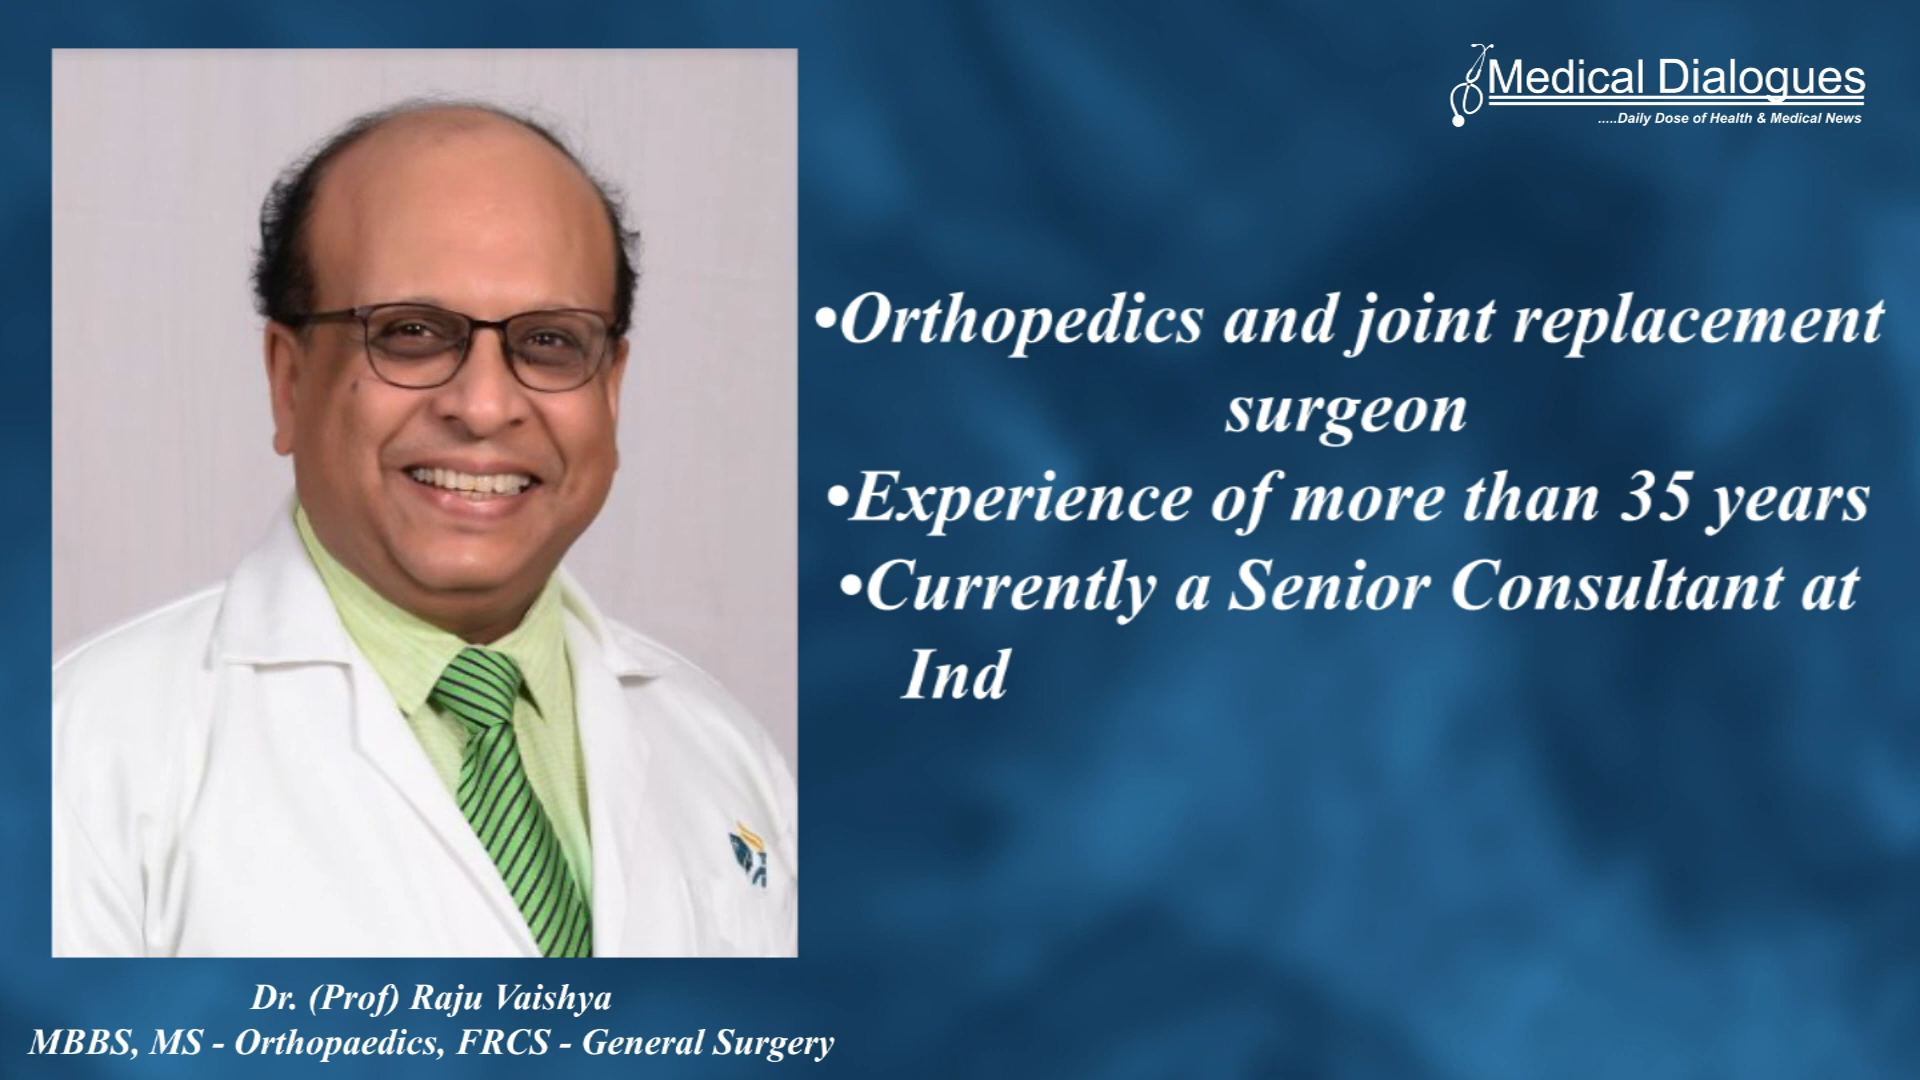 Medical Dialogues
.....Daily Dose of Health & Medical News
•Orthopedics and joint replacement
surgeon
•Experience of more than 35 years
•Currently a Senior Consultant at
Ind
Dr. (Prof) Raju Vaishya
MBBS, MS - Orthopaedics, FRCS - General Surgery